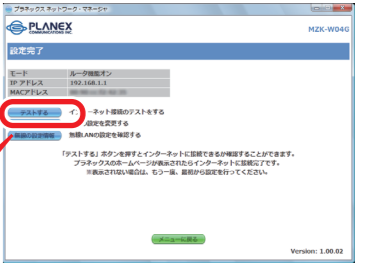 プラネックス ネットワーク・マネージャ
PLANEX
COMMUNICATIONS INC.
MZK-W04G
設定完了
モード ルータ機能オン
IP アドレス 192.168.1.1
MACアドレス
テストする
ーネット接続のテストをする
設定を変更する
無線の設定情報 無線LANの設定を確認する
「テストする」ボタンを押すとインターネットに接続できるか確認することができます。
プラネックスのホームページが表示されたらインターネットに接続完了です。
※表示されない場合は、もう一度、最初から設定を行ってください。
メニューに戻る
Version: 1.00.02